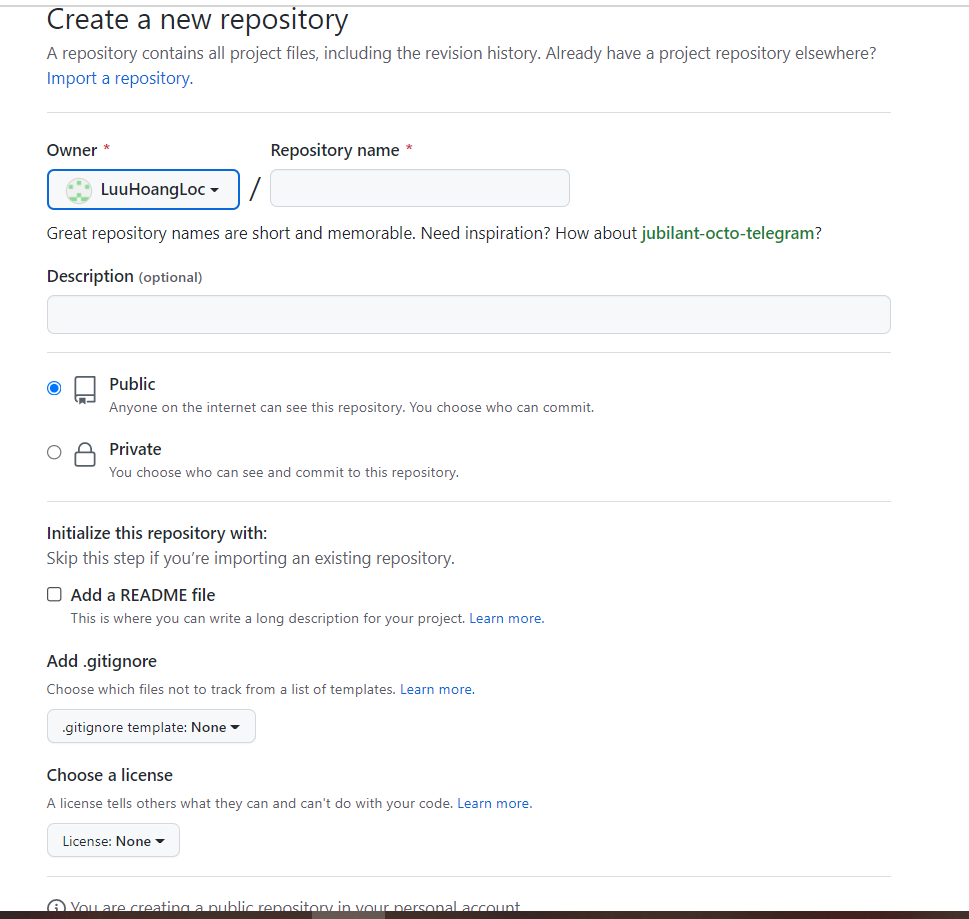 Create a new repository
A repository contains all project files, including the revision history. Already have a project repository elsewhere?
Import a repository.
Owner *
Repository name *
LuuHoangLoc
/
Great repository names are short and memorable. Need inspiration? How about jubilant-octo-telegram?
Description (optional)
Public
Anyone on the internet can see this repository. You choose who can commit.
Private
You choose who can see and commit to this repository.
Initialize this repository with:
Skip this step if you’re importing an existing repository.
Add a README file
This is where you can write a long description for your project. Learn more.
Add .gitignore
Choose which files not to track from a list of templates. Learn more.
.gitignore template: None
Choose a license
A license tells others what they can and can't do with your code. Learn more.
License: None
You are creating a public repository in your personal account.